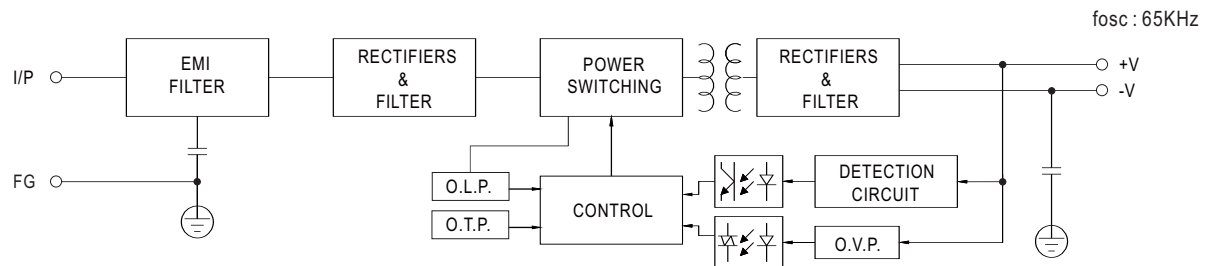 fosc : 65KHz
I/P
EMI
FILTER
RECTIFIERS
&
FILTER
POWER
SWITCHING
RECTIFIERS
&
FILTER
+V
-V
FG
O.L.P.
O.T.P.
CONTROL
DETECTION
CIRCUIT
O.V.P.